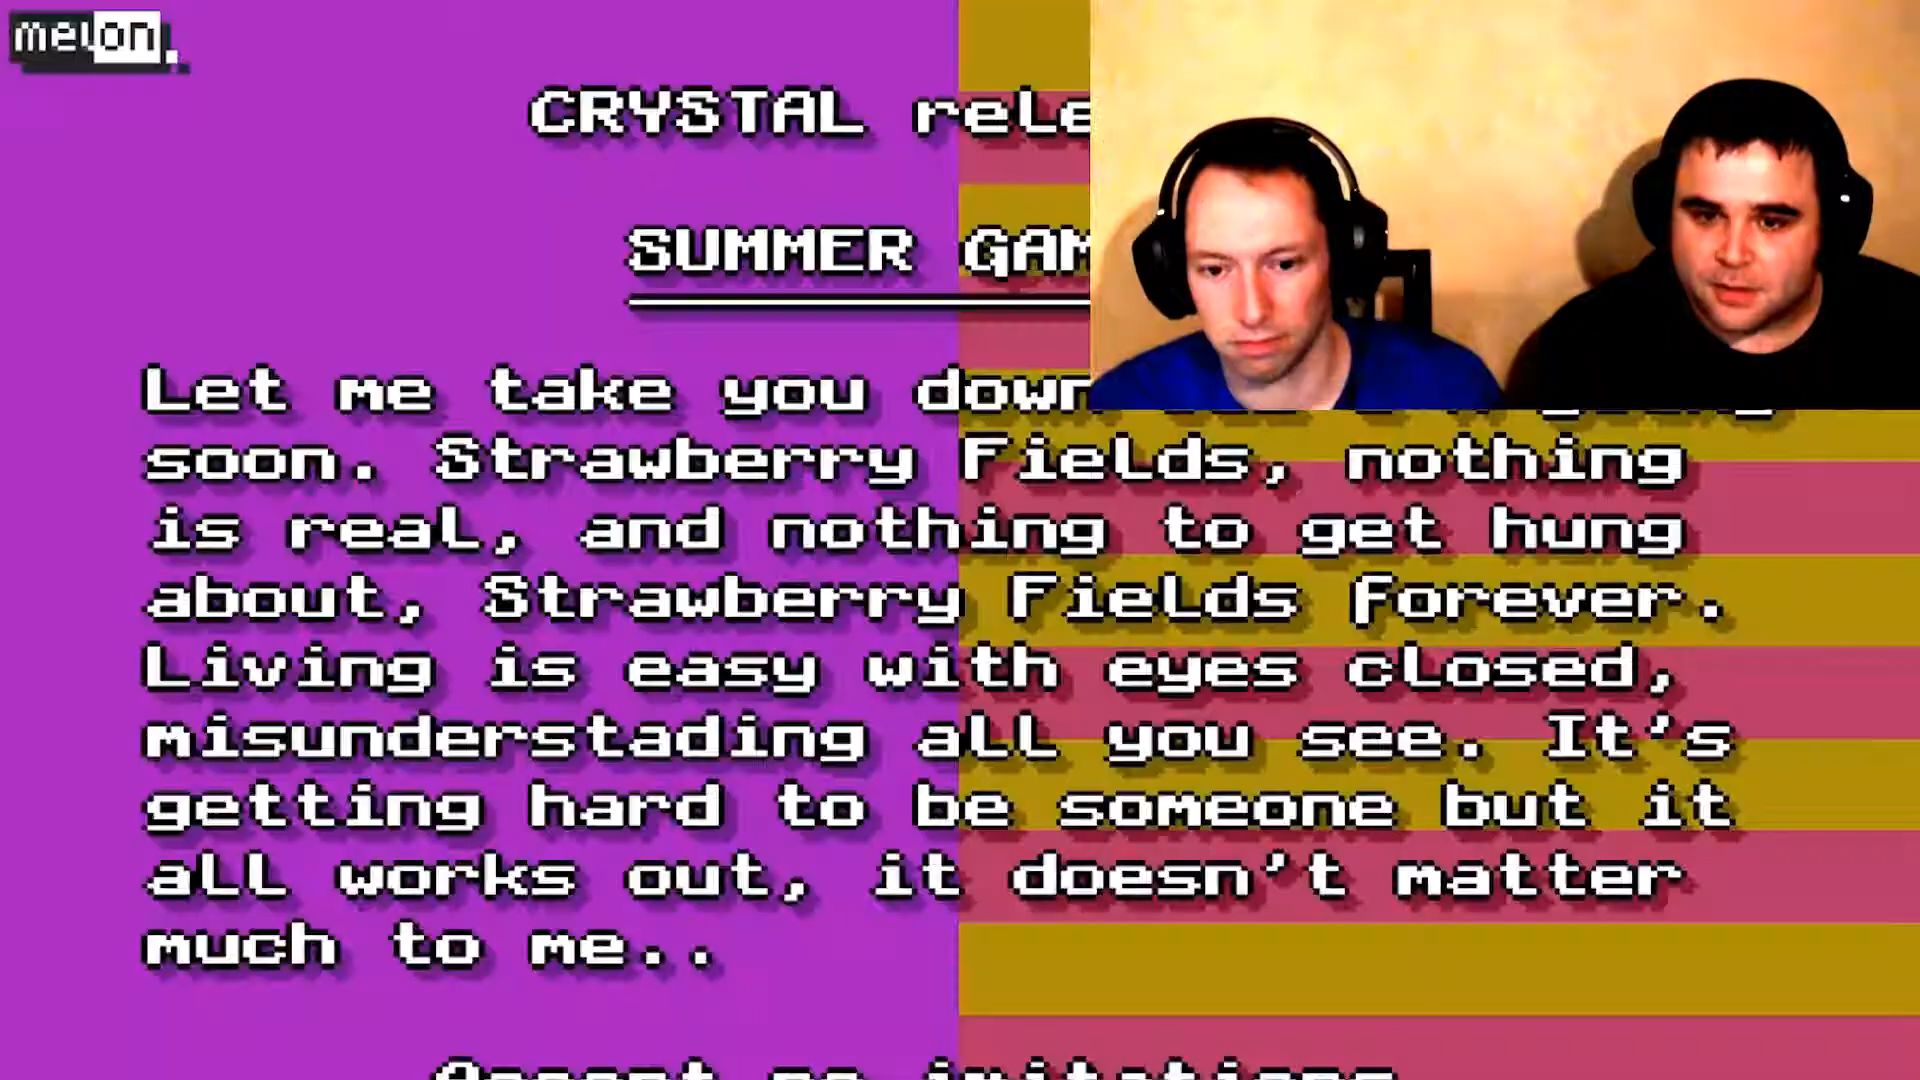 melon.
CRYSTAL
SUMMER
Let me take you down
soon. Strawberry Fields, nothing
is real, and nothing to get hung
about, Strawberry Fields forever.
Living is easy with eyes closed,
misunderstading all you see. It's
getting hard to be someone but it
all works out, it doesn't matter
much to me..